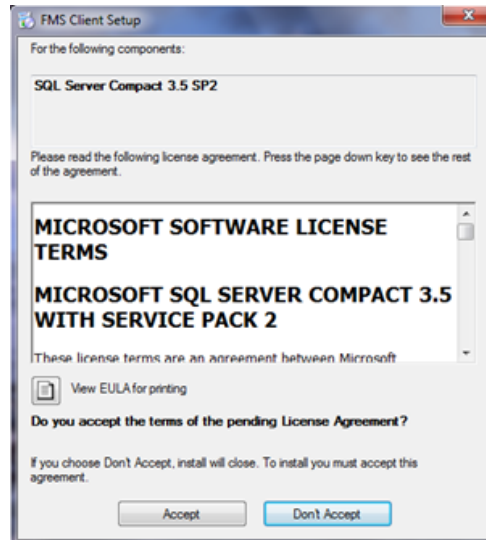 FMS Client Setup
For the following components:
SQL Server Compact 3.5 SP2
Please read the following license agreement. Press the page down key to see the rest
of the agreement.
MICROSOFT SOFTWARE LICENSE
TERMS
MICROSOFT SQL SERVER COMPACT 3.5
WITH SERVICE PACK 2
These license terms are an agreement between Microsoft
View EULA for printing
Do you accept the terms of the pending License Agreement?
If you choose Don't Accept, install will close. To install you must accept this
agreement.
Accept
Don't Accept